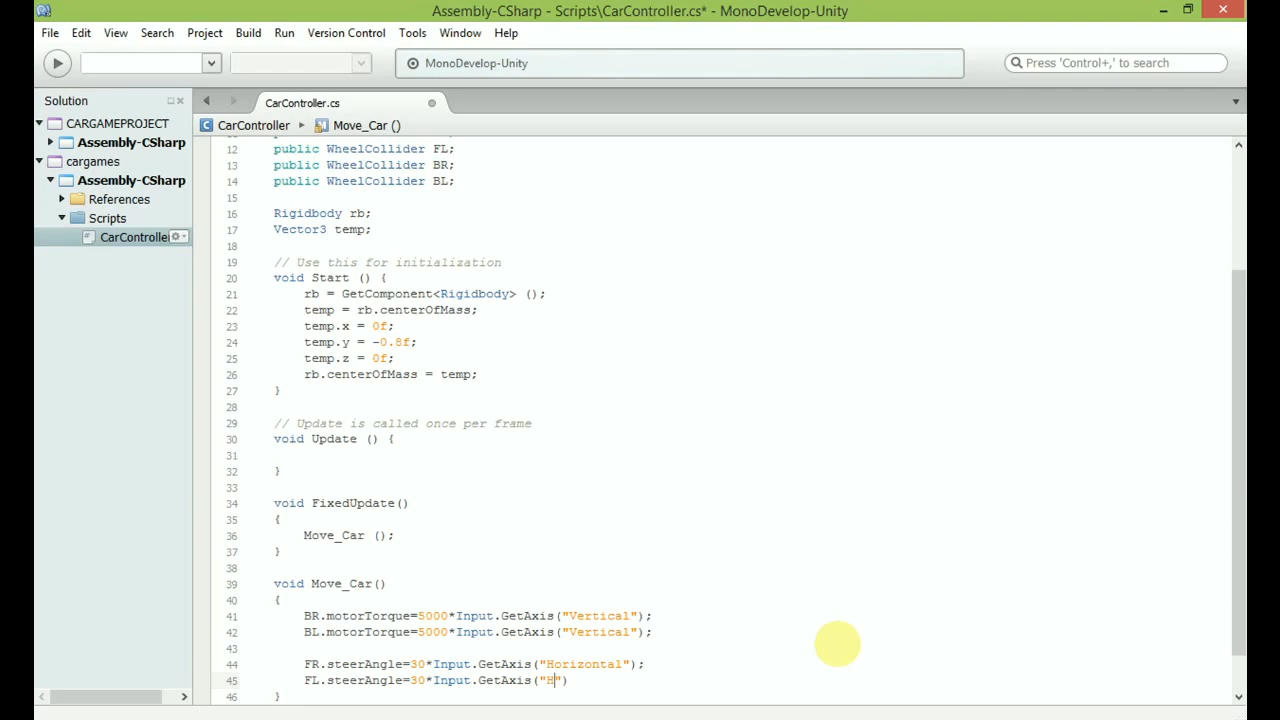 Assembly-CSharp - Scripts\CarController.cs* - MonoDevelop-Unity
File Edit View Search Project Build Run Version Control Tools Window Help
MonoDevelop-Unity
Press 'Control+,' to search
Solution
CarController.cs
CARGAMEPROJECT
CarController
Move_Car ()
Assembly-CSharp
cargames
Assembly-CSharp
References
Scripts
CarController
12 public WheelCollider FL;
13 public WheelCollider BR;
14 public WheelCollider BL;
15
16 Rigidbody rb;
17 Vector3 temp;
18
19 // Use this for initialization
20 void Start () {
21 rb = GetComponent<Rigidbody> ();
22 temp = rb.centerOfMass;
23 temp.x = 0f;
24 temp.y = -0.8f;
25 temp.z = 0f;
26 rb.centerOfMass = temp;
27 }
28
29 // Update is called once per frame
30 void Update () {
31
32 }
33
34 void FixedUpdate()
35 {
36 Move_Car ();
37 }
38
39 void Move_Car()
40 {
41 BR.motorTorque=5000*Input.GetAxis("Vertical");
42 BL.motorTorque=5000*Input.GetAxis("Vertical");
43
44 FR.steerAngle=30*Input.GetAxis("Horizontal");
45 FL.steerAngle=30*Input.GetAxis("H")
46 }